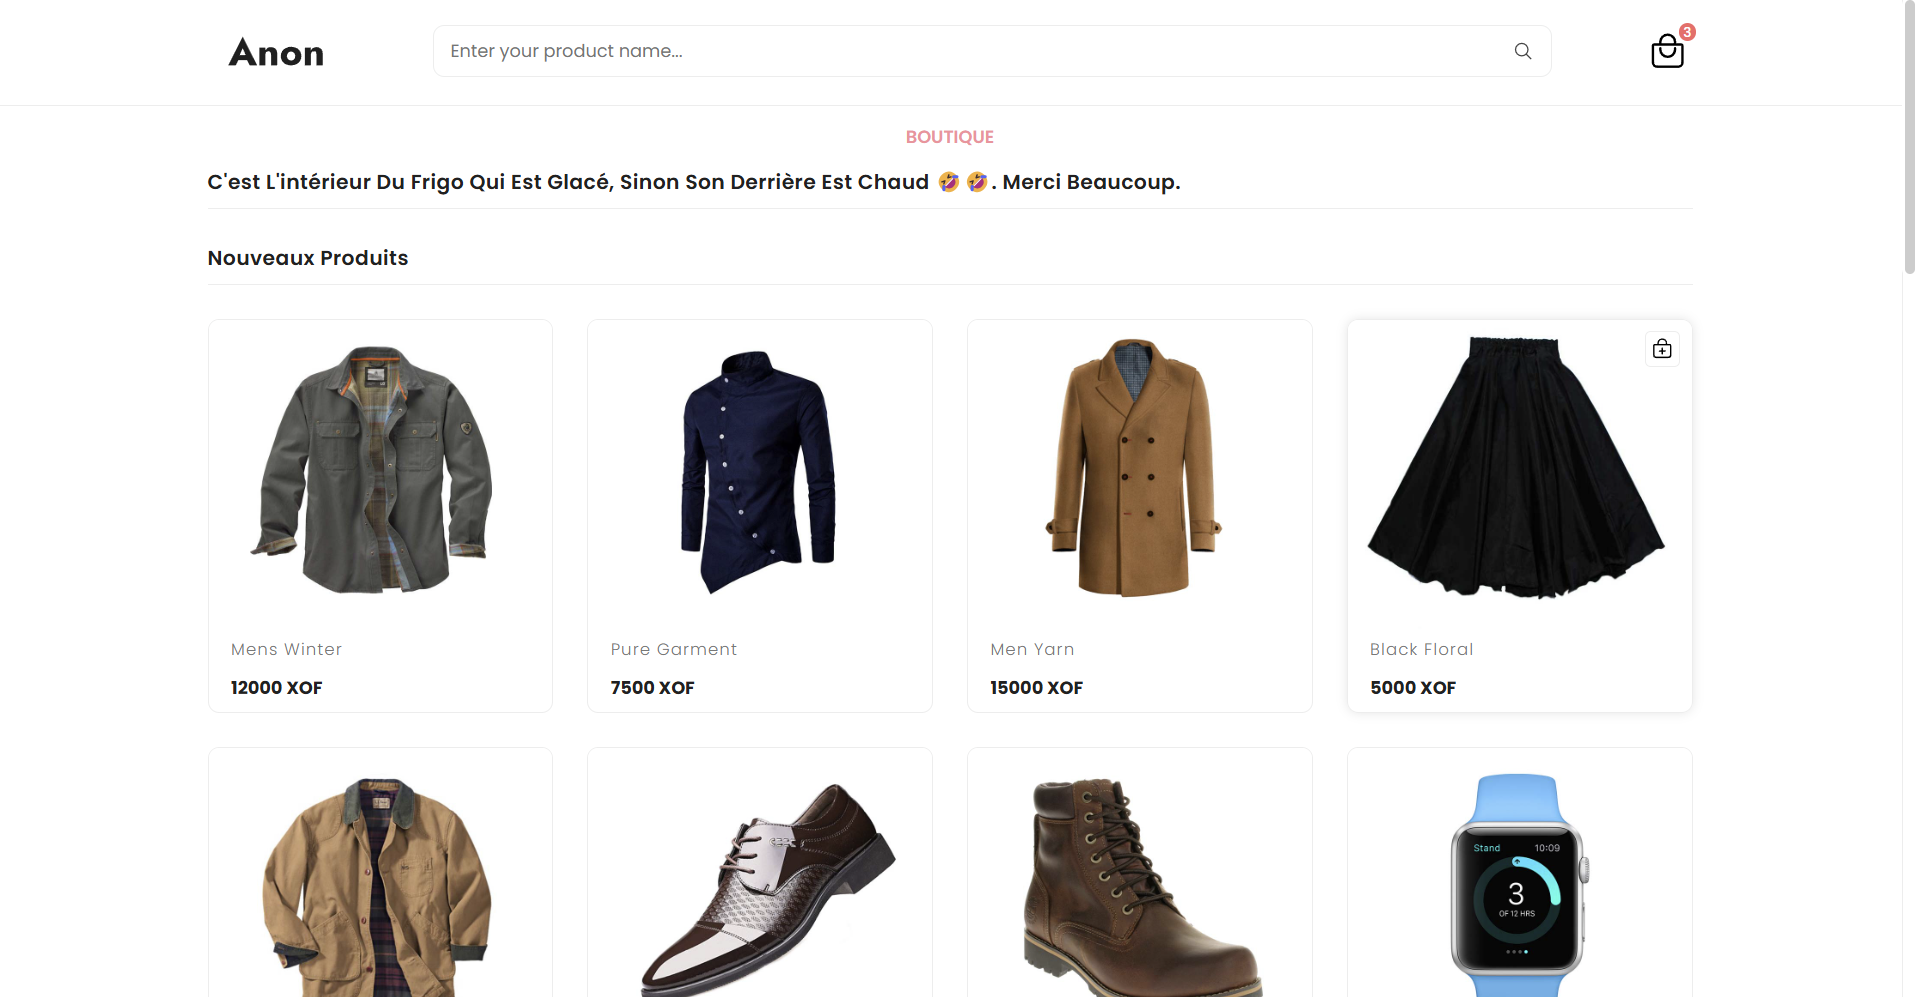 Anon
Enter your product name...
3
BOUTIQUE
C'est L'intérieur Du Frigo Qui Est Glacé, Sinon Son Derrière Est Chaud 🤣 🤣. Merci Beaucoup.
Nouveaux Produits
Mens Winter
12000 XOF
Pure Garment
7500 XOF
Men Yarn
15000 XOF
Black Floral
5000 XOF
Stand 10:09
3
OF 12 HRS